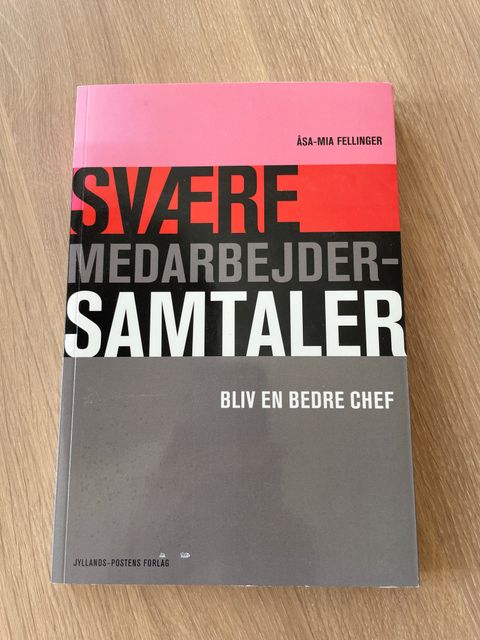 ÅSA-MIA FELLINGER
SVÆRE
MEDARBEJDER-
SAMTALER
BLIV EN BEDRE CHEF
JYLLANDS-POSTENS FORLAG